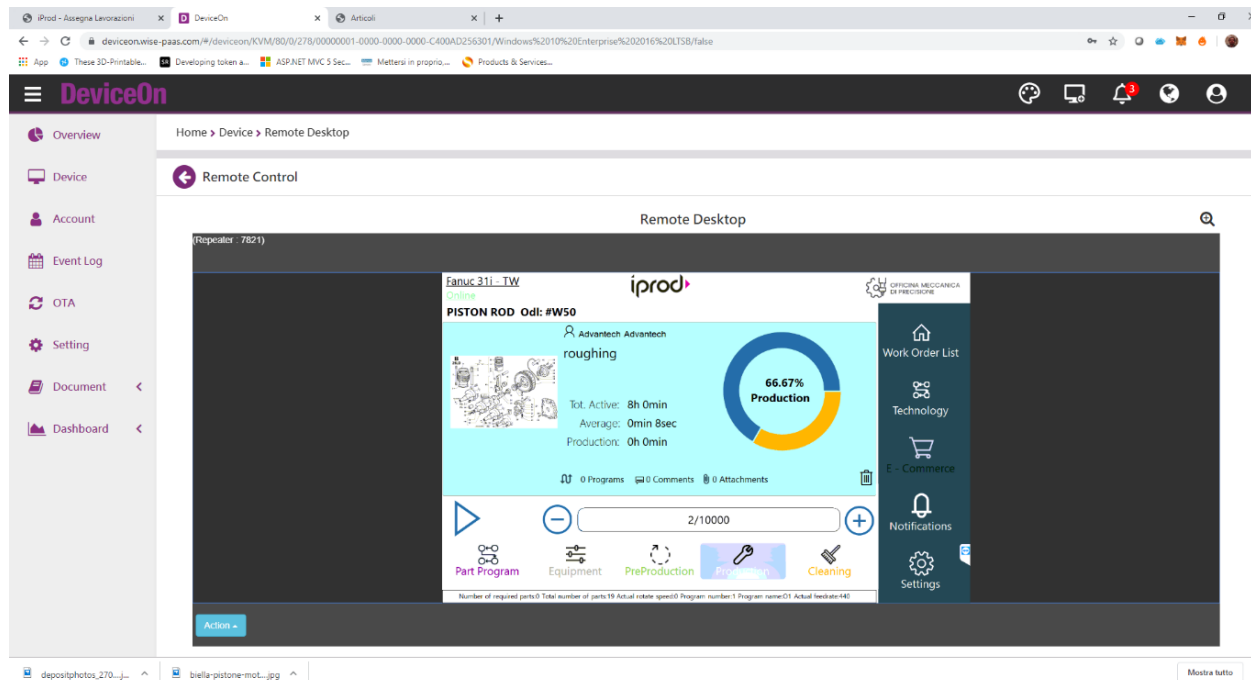 iProd - Assegna Lavorazioni
DeviceOn
Articoli
deviceon.wise-paas.com/#/deviceon/KVM/80/0/278/00000001-0000-0000-0000-C400AD256301/Windows%2010%20Enterprise%202016%20LTSB/false
App
These 3D-Printable...
Developing token a...
ASP.NET MVC 5 Sec...
Mettersi in proprio,...
Products & Services...
DeviceOn
3
Overview
Device
Account
Event Log
OTA
Setting
Document
Dashboard
Home > Device > Remote Desktop
Remote Control
Remote Desktop
(Repeater : 7821)
Fanuc 31i - TW
Online
iprod
OFFICINA MECCANICA
DI PRECISIONE
PISTON ROD Odl: #W50
Advantech Advantech
roughing
Tot. Active: 8h 0min
Average: 0min 8sec
Production: 0h 0min
66.67%
Production
0 Programs
0 Comments
0 Attachments
2/10000
Part Program
Equipment
PreProduction
Production
Cleaning
Number of required parts:0 Total number of parts:19 Actual rotate speed:0 Program number:1 Program name:O1 Actual feedrate:440
Work Order List
Technology
E - Commerce
Notifications
Settings
Action
depositphotos_270....j...
biella-pistone-mot....jpg
Mostra tutto